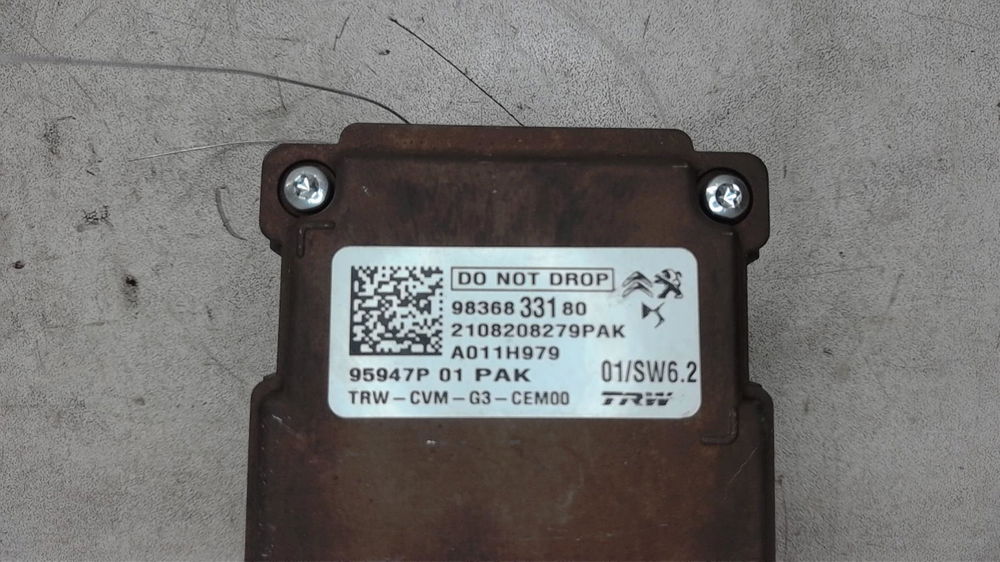 DO NOT DROP
98368 331 80
2108208279PAK
A011H979
95947P 01 PAK
01/SW6.2
TRW-CVM-G3-CEM00
TRW